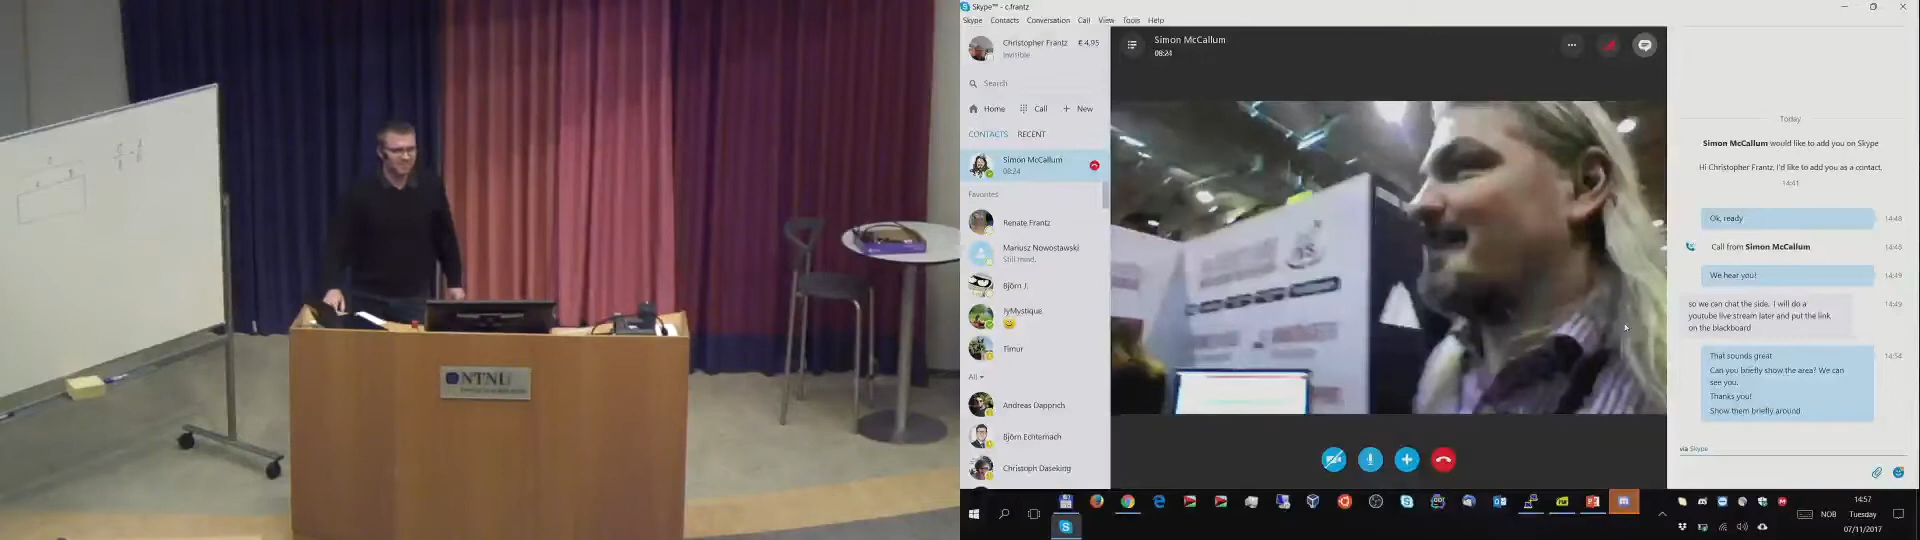 NTNU
Skype™ - c.frantz
Skype Contacts Conversation Call View Tools Help
Christopher Frantz € 4,95
Invisible
Search
Home Call New
CONTACTS RECENT
Simon McCallum
08:24
Favorites
Renate Frantz
Mariusz Nowostawski
Still mind.
Björn J.
IyMystique
Timur
All
Andreas Dapprich
Björn Echternach
Christoph Daseking
Simon McCallum
08:24
Today
Simon McCallum would like to add you on Skype
Hi Christopher Frantz, I'd like to add you as a contact.
14:41
Ok, ready 14:48
Call from Simon McCallum 14:48
We hear you! 14:49
so we can chat the side. I will do a 14:49
youtube live stream later and put the link
on the blackboard
That sounds great 14:54
Can you briefly show the area? We can
see you.
Thanks you!
Show them briefly around
via Skype
14:57
NOB Tuesday
07/11/2017